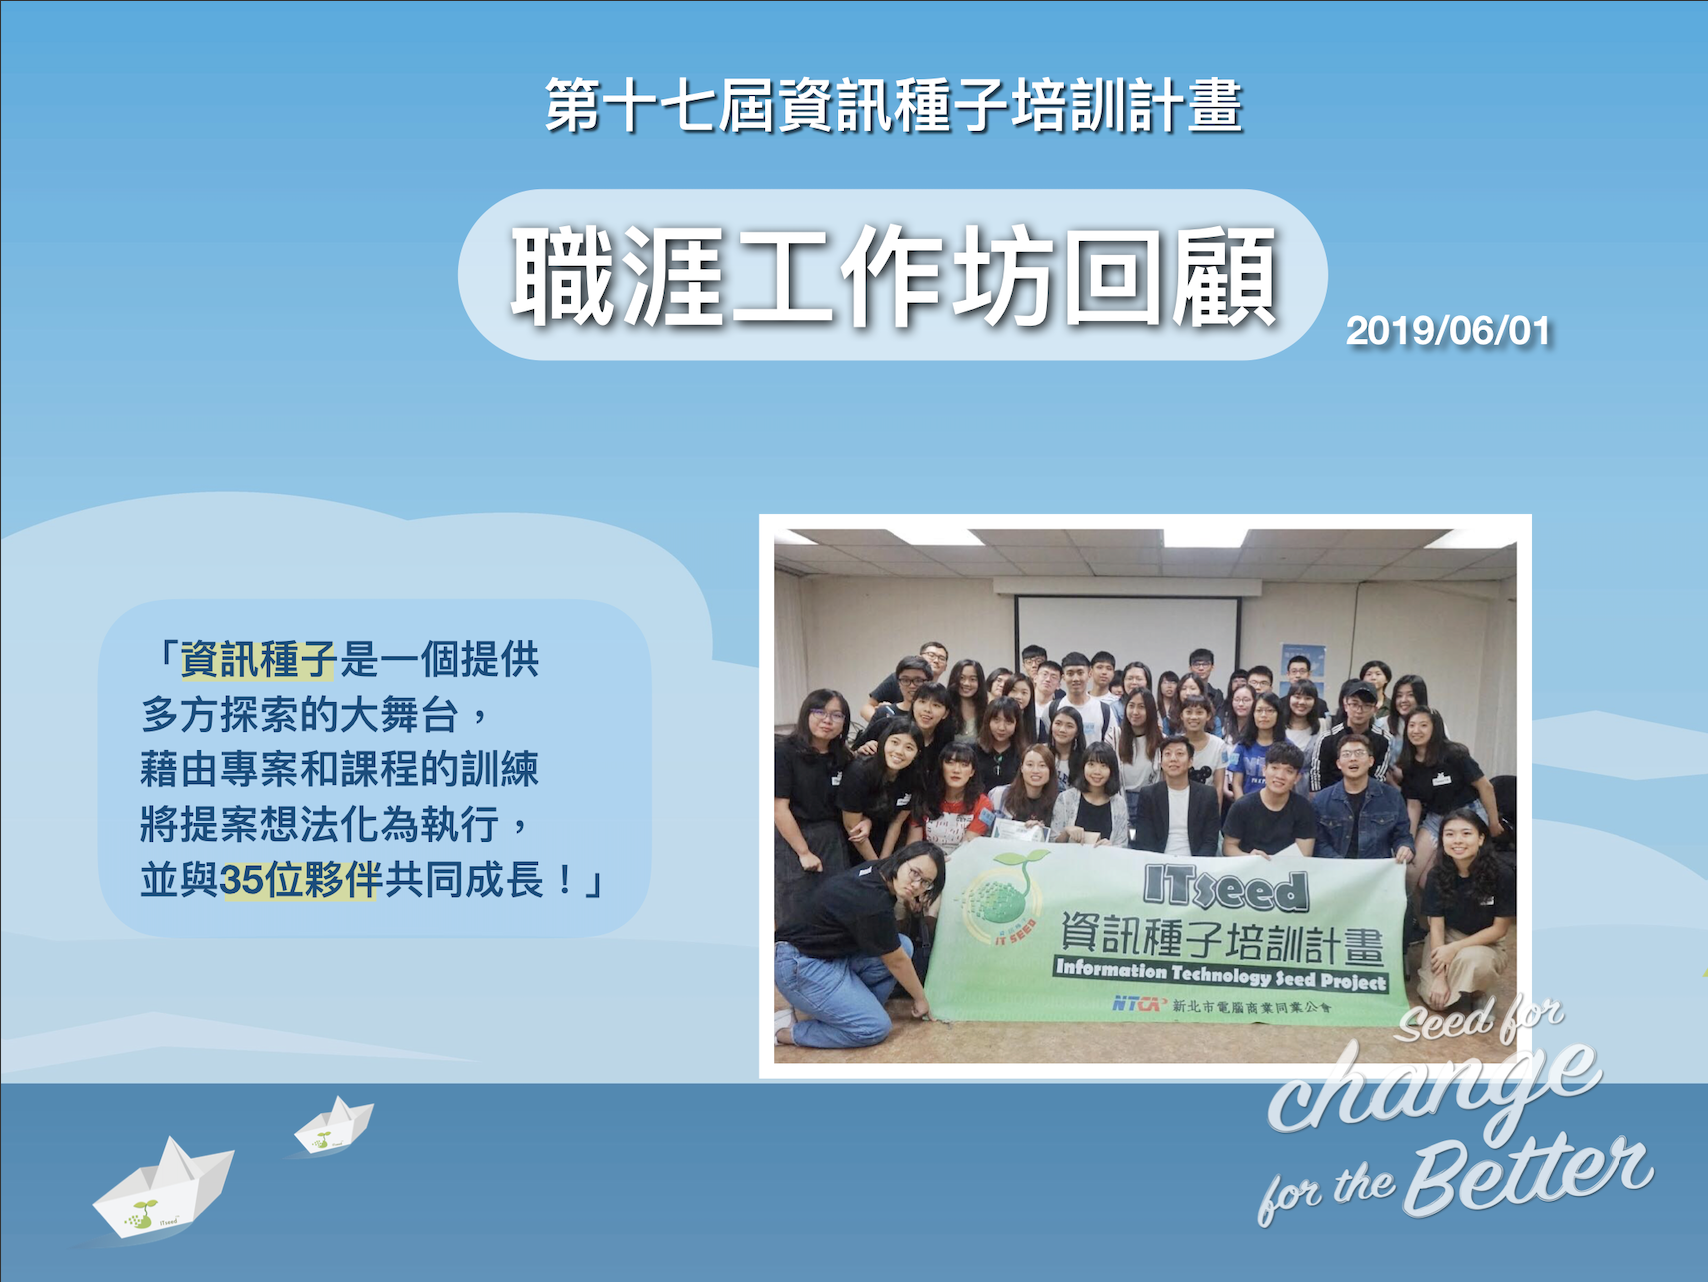 第十七屆資訊種子培訓計畫
職涯工作坊回顧
2019/06/01
「資訊種子是一個提供
多方探索的大舞台，
藉由專案和課程的訓練
將提案想法化為執行，
並與35位夥伴共同成長！」
ITseed
資訊種子培訓計畫
Information Technology Seed Project
NTCA 新北市電腦商業同業公會
IT SEED
Seed for
change
for the Better
ITseed